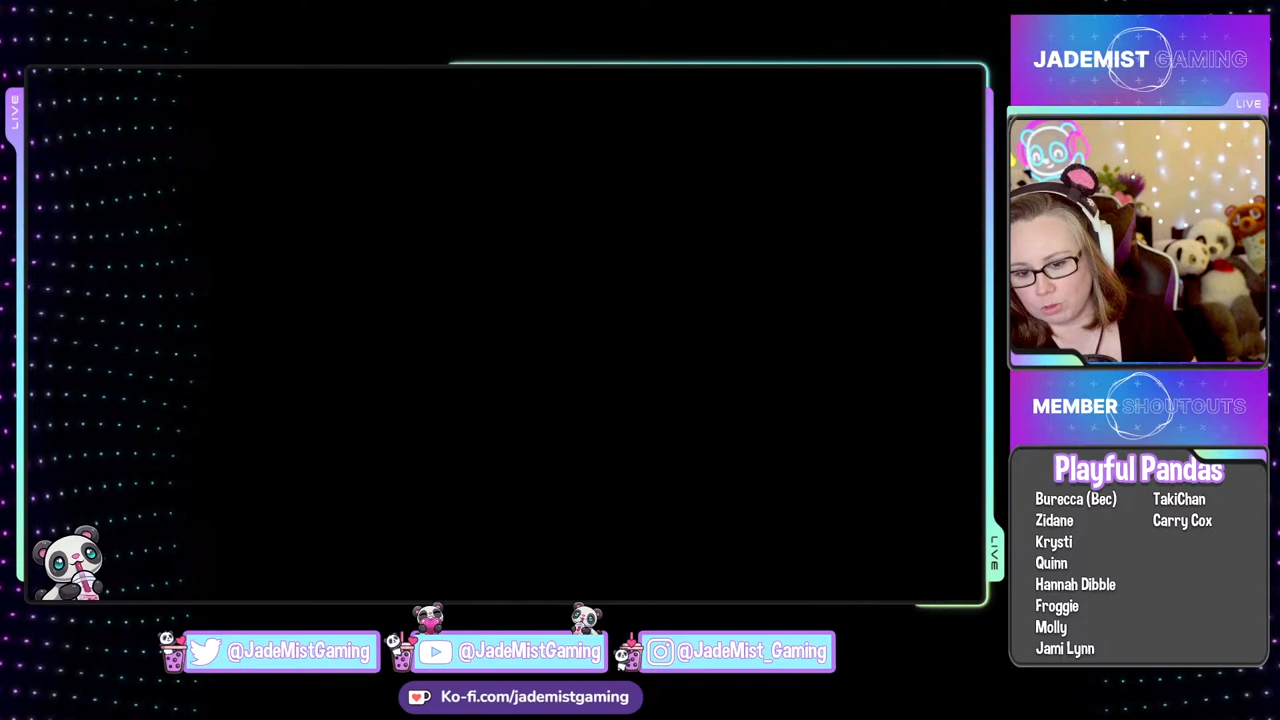 JADEMIST GAMING
LIVE
LIVE
MEMBER SHOUTOUTS
Playful Pandas
Burecca (Bec)
Zidane
Krysti
Quinn
Hannah Dibble
Froggie
Molly
Jami Lynn
TakiChan
Carry Cox
LIVE
@JadeMistGaming
@JadeMistGaming
@JadeMist_Gaming
Ko-fi.com/jademistgaming